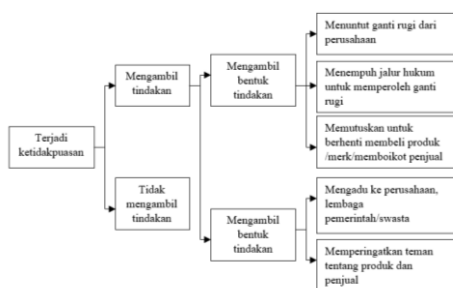 Terjadi
ketidakpuasan
Mengambil
tindakan
Tidak
mengambil
tindakan
Mengambil
bentuk
tindakan
Mengambil
bentuk
tindakan
Menuntut ganti rugi dari
perusahaan
Menempuh jalur hukum
untuk memperoleh ganti
rugi
Memutuskan untuk
berhenti membeli produk
/merk/memboikot penjual
Mengadu ke perusahaan,
lembaga
pemerintah/swasta
Memperingatkan teman
tentang produk dan
penjual